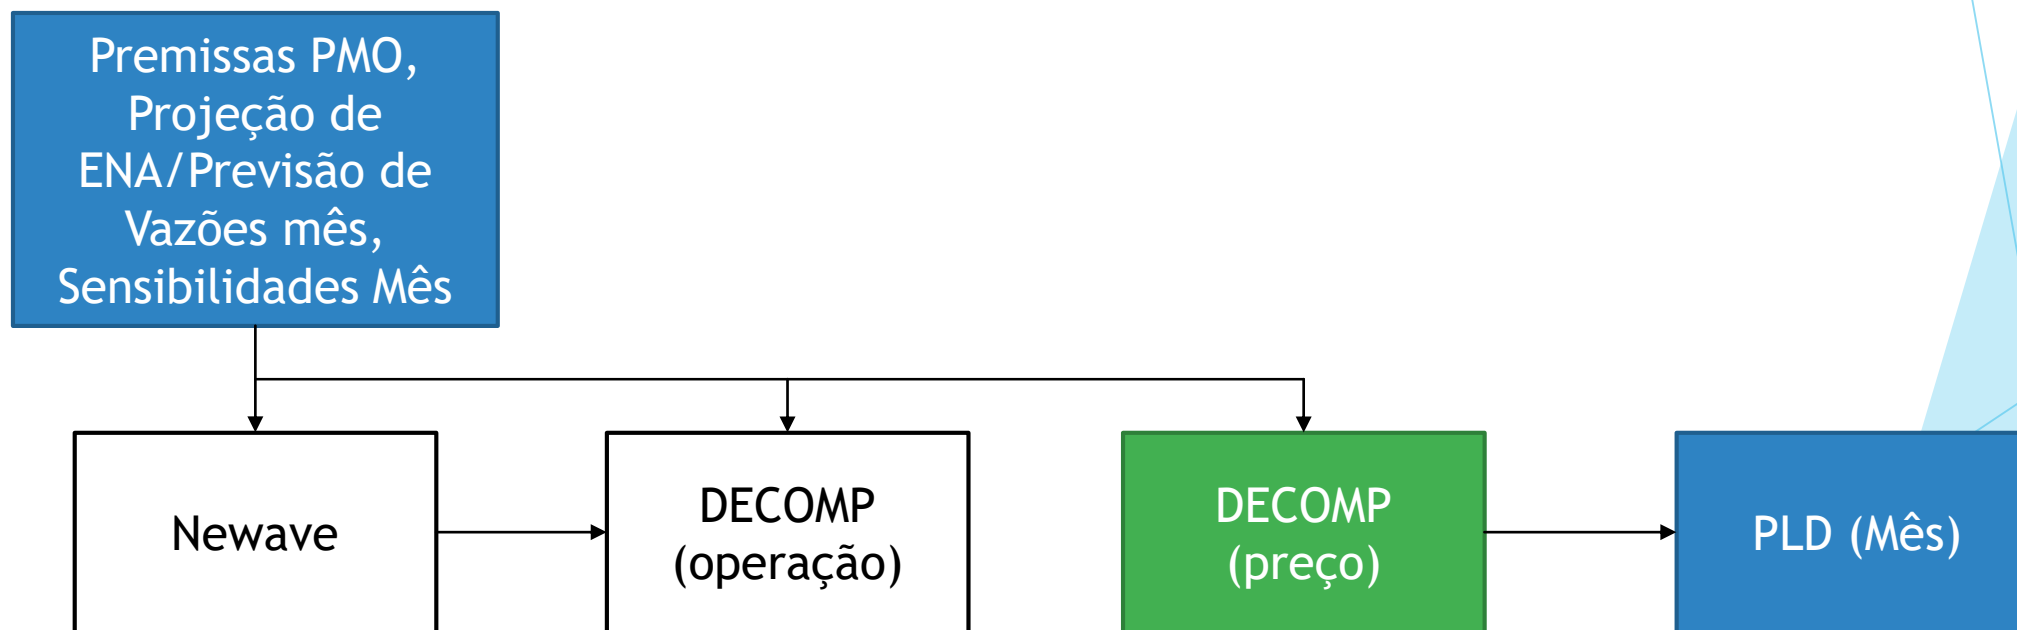 Premissas PMO,
Projeção de
ENA/Previsão de
Vazões mês,
Sensibilidades Mês
Newave
DECOMP
(operação)
DECOMP
(preço)
PLD (Mês)